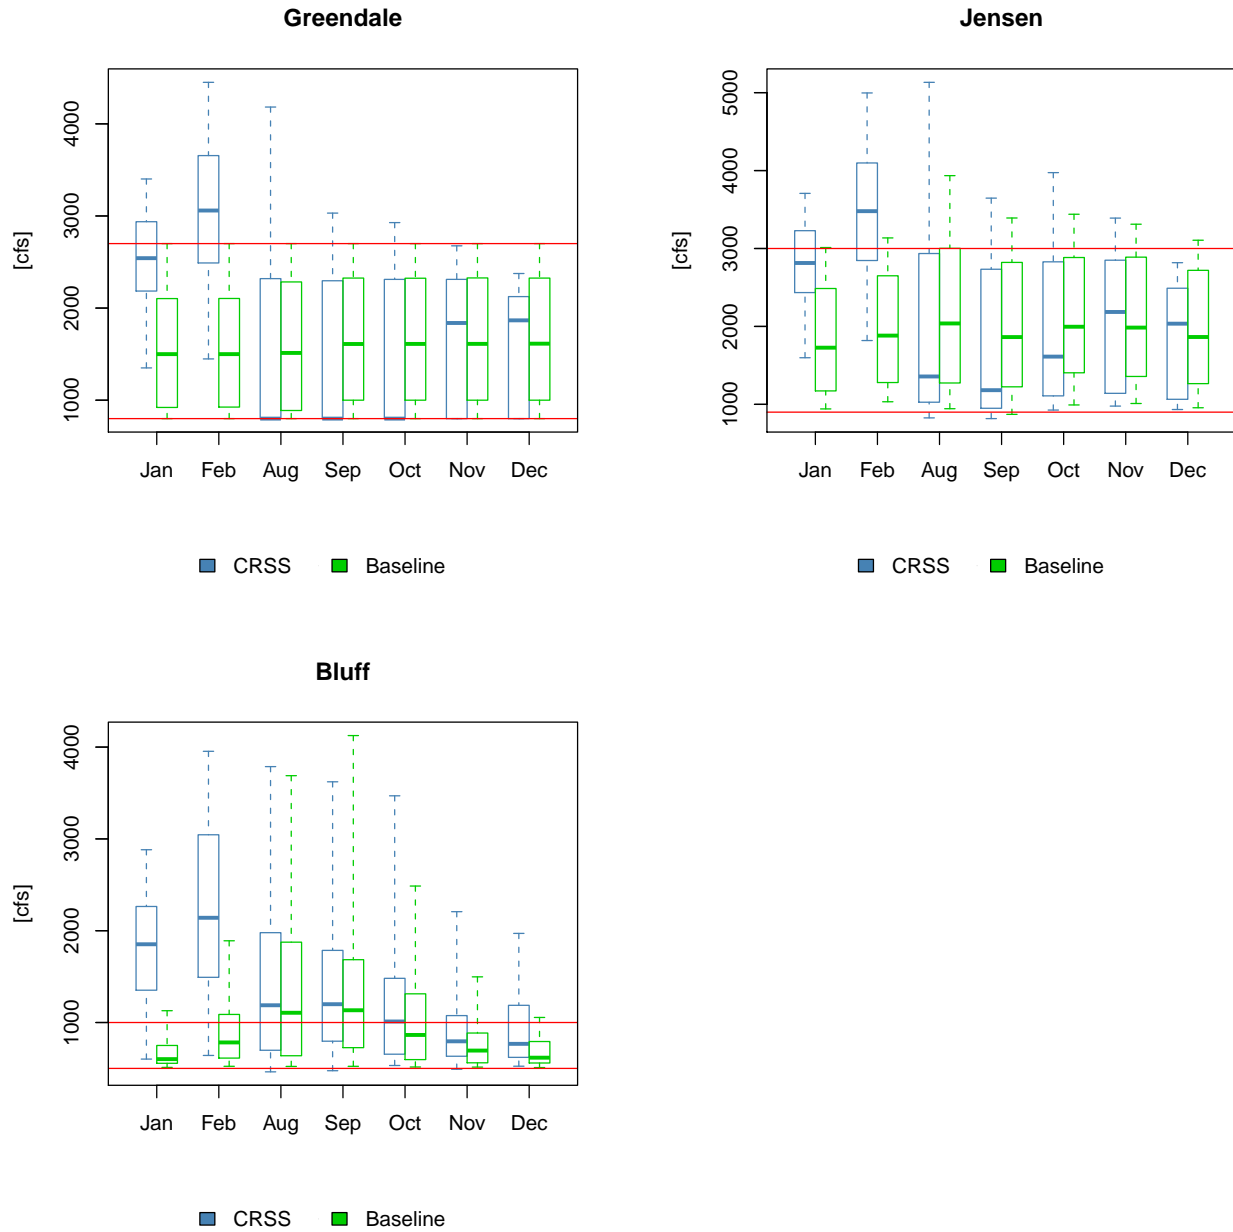 Greendale
[cfs]
4000
3000
2000
1000
Jan Feb Aug Sep Oct Nov Dec
CRSS Baseline
Jensen
[cfs]
5000
4000
3000
2000
1000
Jan Feb Aug Sep Oct Nov Dec
CRSS Baseline
Bluff
[cfs]
4000
3000
2000
1000
Jan Feb Aug Sep Oct Nov Dec
CRSS Baseline